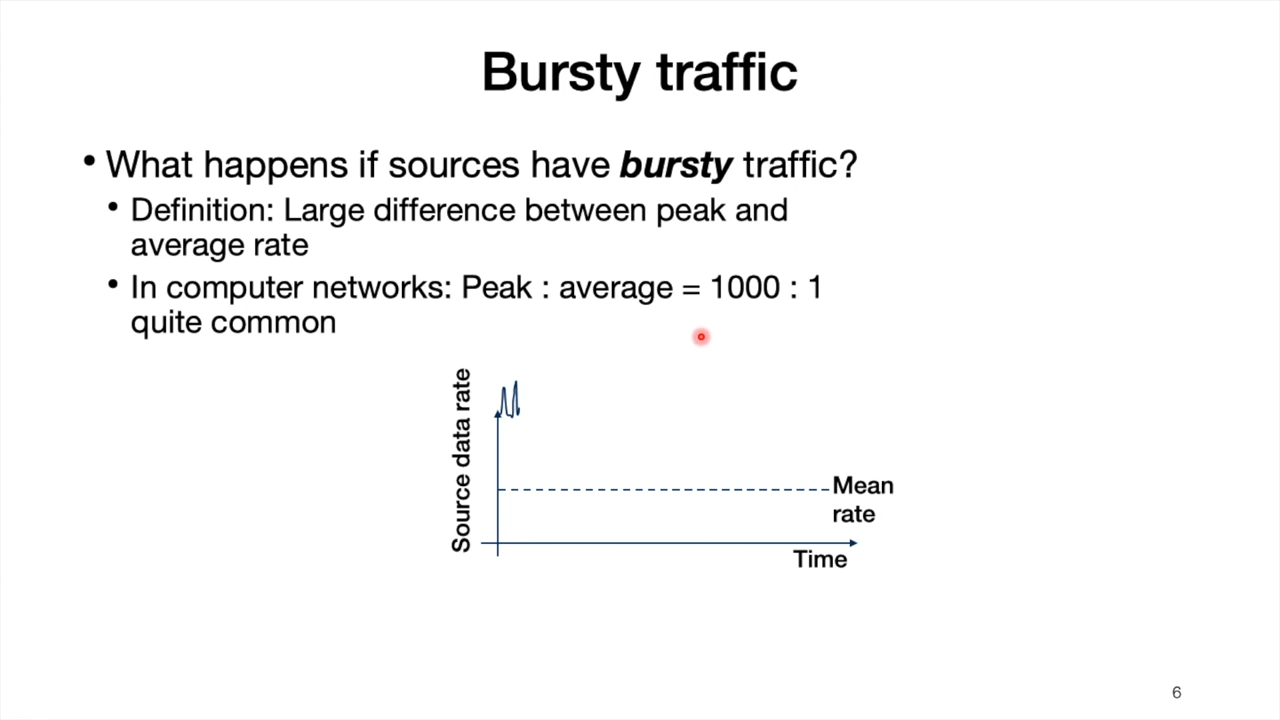 Bursty traffic
• What happens if sources have bursty traffic?
• Definition: Large difference between peak and
average rate
• In computer networks: Peak : average = 1000 : 1
quite common
Source data rate
Mean
rate
Time
6